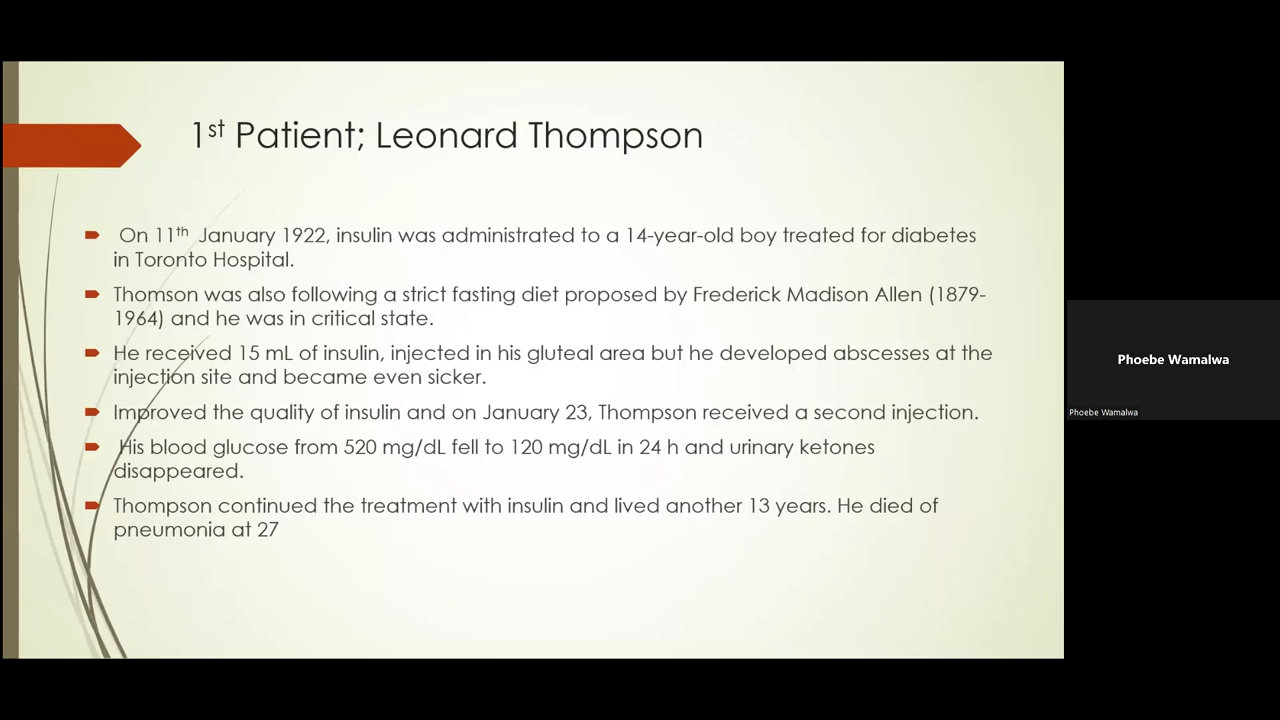 1st Patient; Leonard Thompson
On 11th January 1922, insulin was administrated to a 14-year-old boy treated for diabetes
in Toronto Hospital.
Thomson was also following a strict fasting diet proposed by Frederick Madison Allen (1879-
1964) and he was in critical state.
He received 15 mL of insulin, injected in his gluteal area but he developed abscesses at the
injection site and became even sicker.
Improved the quality of insulin and on January 23, Thompson received a second injection.
His blood glucose from 520 mg/dL fell to 120 mg/dL in 24 h and urinary ketones
disappeared.
Thompson continued the treatment with insulin and lived another 13 years. He died of
pneumonia at 27
Phoebe Wamalwa
Phoebe Wamalwa